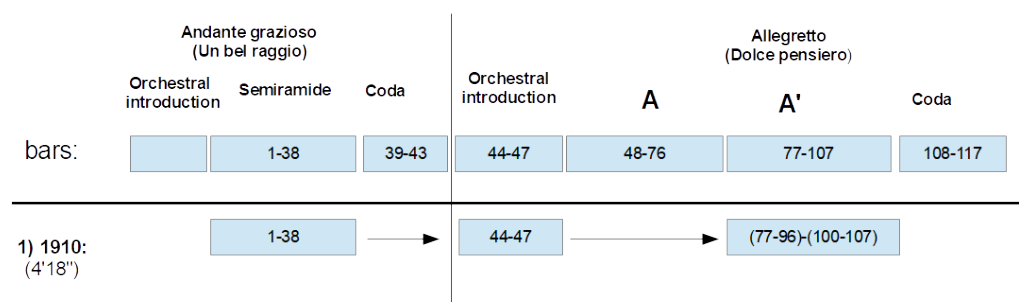 Andante grazioso
(Un bel raggio)
Allegretto
(Dolce pensiero)
Orchestral
introduction
Semiramide
Coda
Orchestral
introduction
A
A'
Coda
bars:
1-38
39-43
44-47
48-76
77-107
108-117
1) 1910:
(4'18")
1-38
44-47
(77-96)-(100-107)